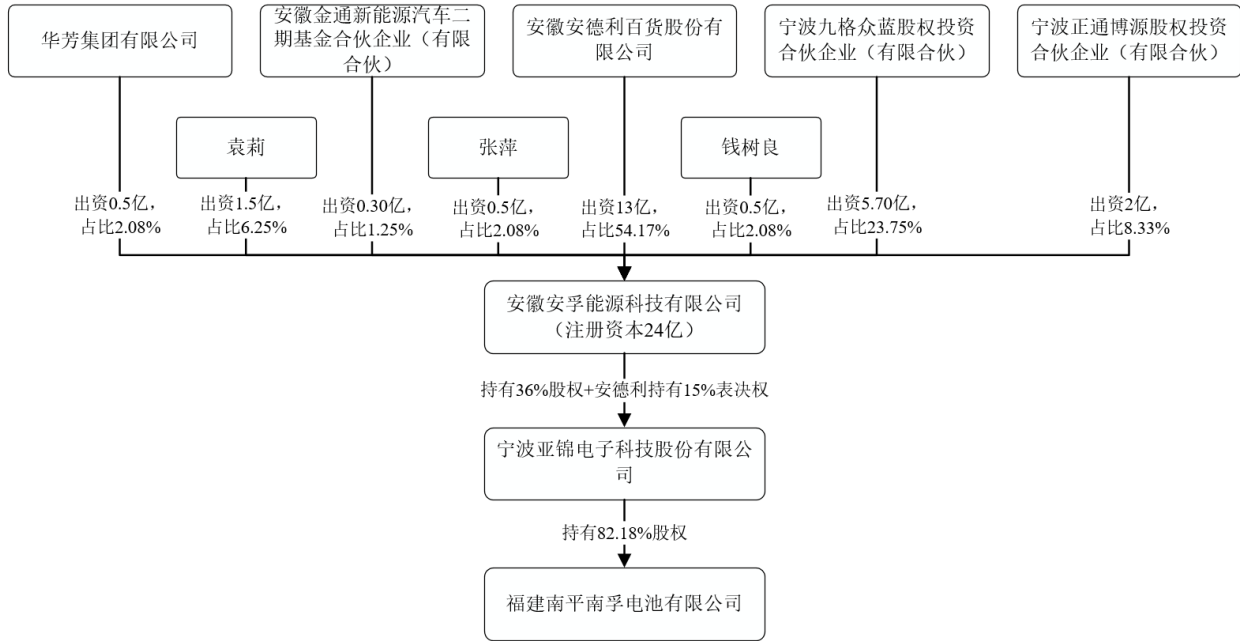 华芳集团有限公司
安徽金通新能源汽车二
期基金合伙企业（有限
合伙）
安徽安德利百货股份有
限公司
宁波九格众蓝股权投资
合伙企业（有限合伙）
宁波正通博源股权投资
合伙企业（有限合伙）
袁莉
张萍
钱树良
出资0.5亿，
占比2.08%
出资1.5亿，
占比6.25%
出资0.30亿，
占比1.25%
出资0.5亿，
占比2.08%
出资13亿，
占比54.17%
出资0.5亿，
占比2.08%
出资5.70亿，
占比23.75%
出资2亿，
占比8.33%
安徽安孚能源科技有限公司
（注册资本24亿）
持有36%股权+安德利持有15%表决权
宁波亚锦电子科技股份有限公
司
持有82.18%股权
福建南平南孚电池有限公司